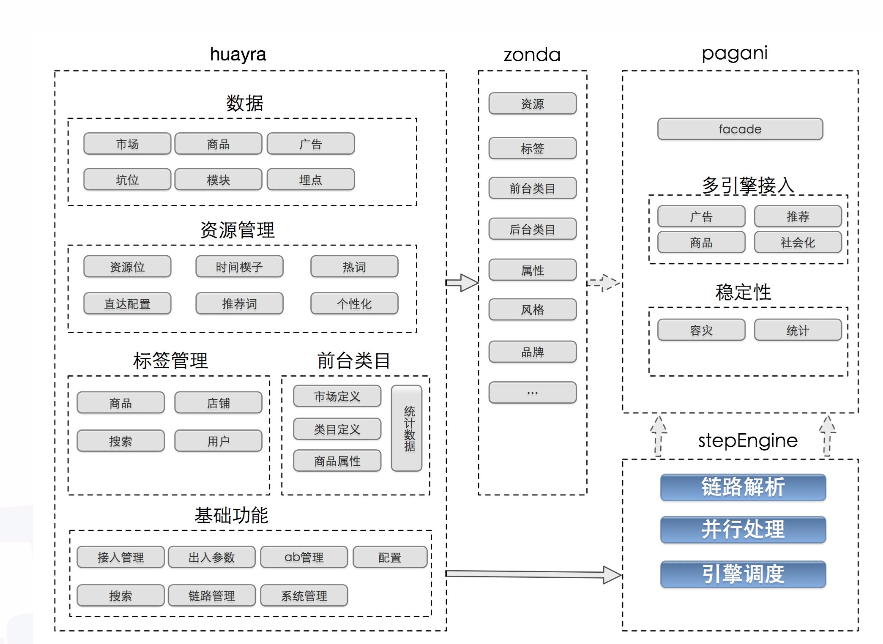 huayra
数据
市场 商品 广告
坑位 模块 埋点
资源管理
资源位 时间楔子 热词
直达配置 推荐词 个性化
标签管理
商品 店铺
搜索 用户
前台类目
市场定义
类目定义
商品属性
统计数据
基础功能
接入管理 出入参数 ab管理 配置
搜索 链路管理 系统管理
zonda
资源
标签
前台类目
后台类目
属性
风格
品牌
...
pagani
facade
多引擎接入
广告 推荐
商品 社会化
稳定性
容灾 统计
stepEngine
链路解析
并行处理
引擎调度